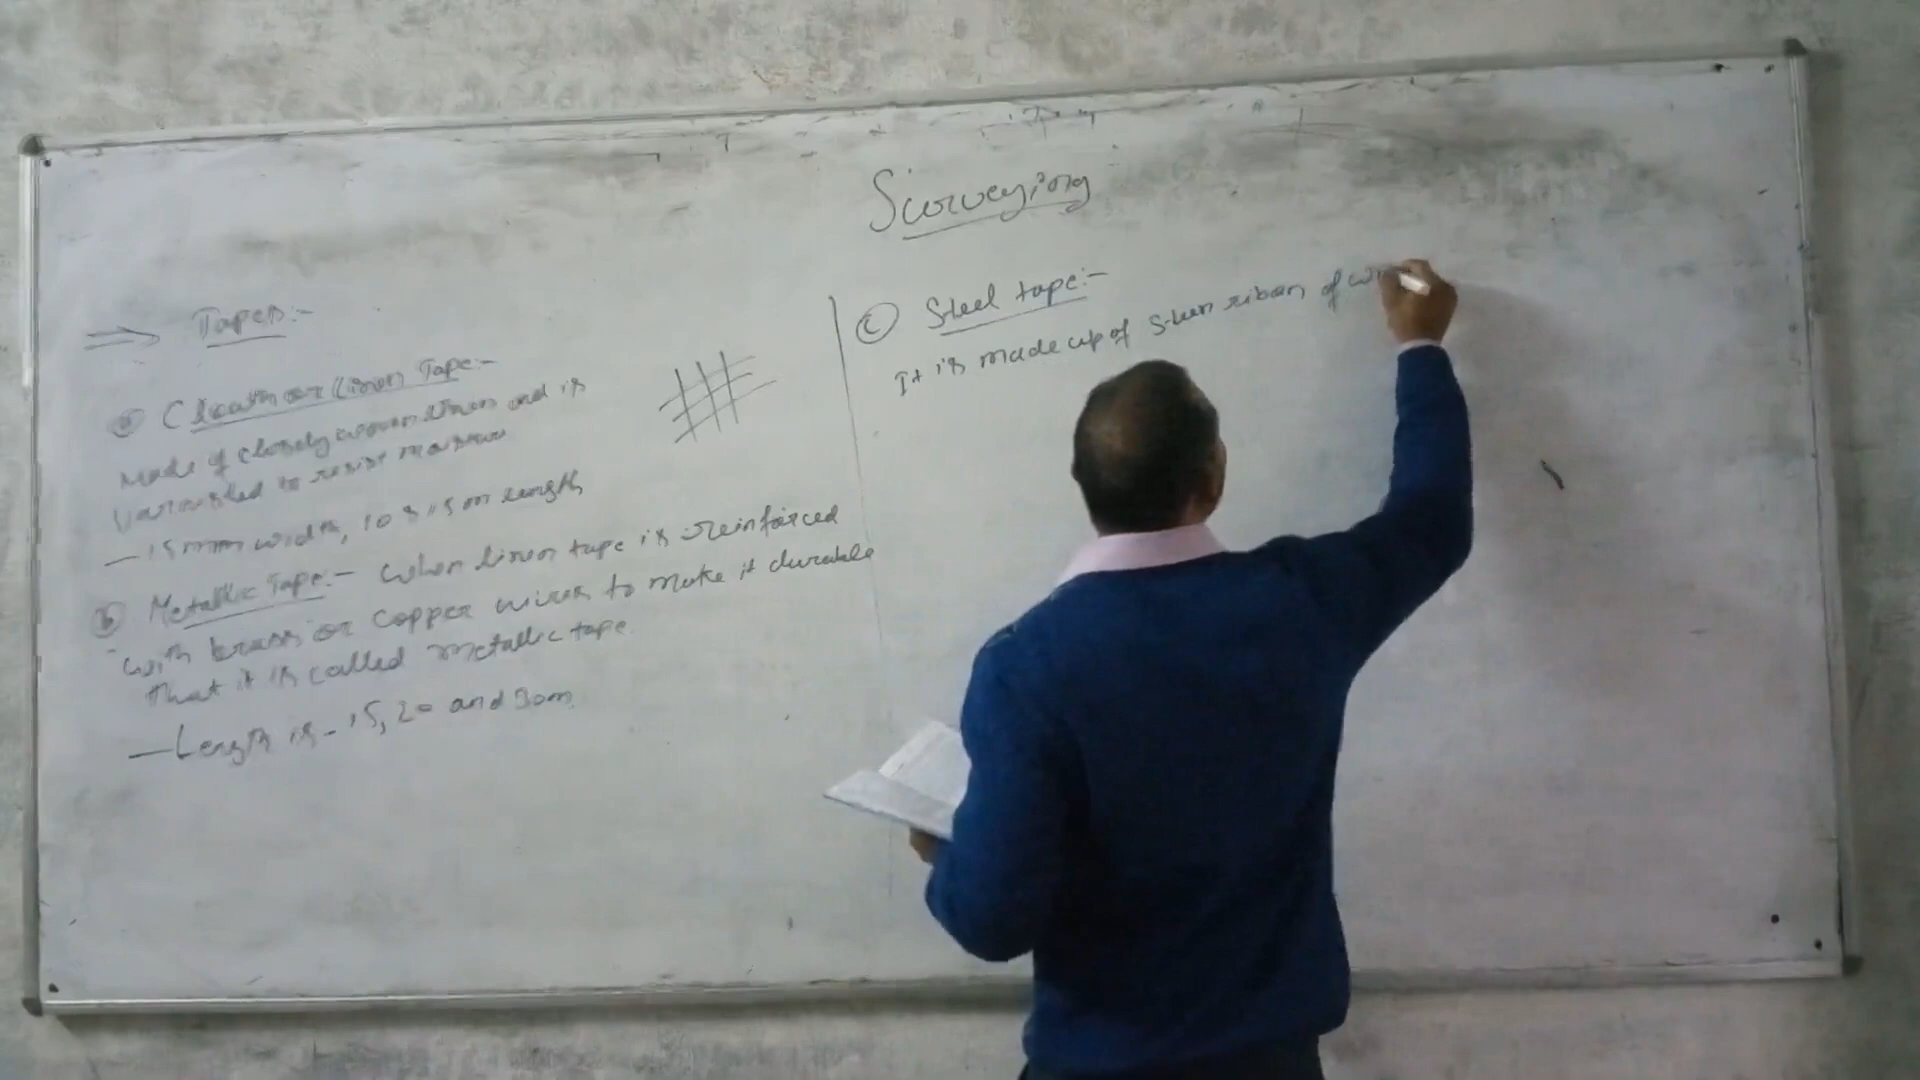 Surveying
Tapes:-
(a) Cloath or Linen Tape:-
Made of closely woven linen and is
varnished to resist moisture
— 15 mm width, 10 & 15 m length
(b) Metallic Tape:- When linen tape is reinforced
with brass or copper wires to make it durable
that it is called metallic tape.
— Length is - 15, 20 and 30m.
(c) Steel tape:-
It is made up of steel riban of